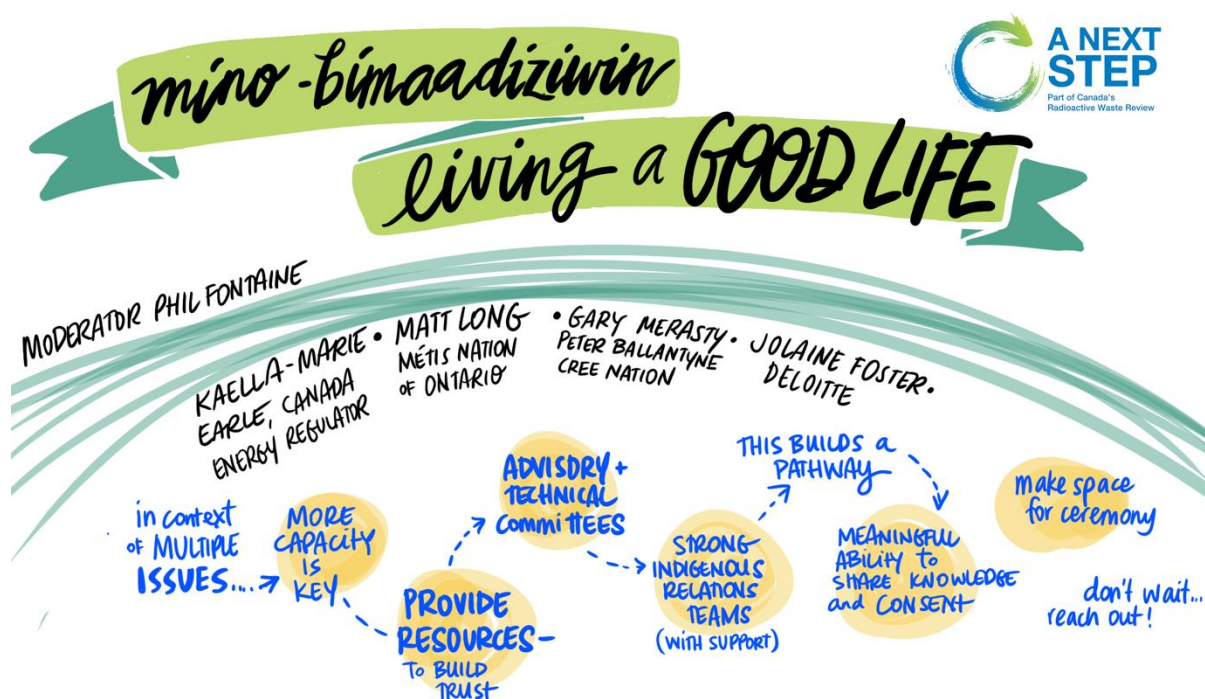 mino-bimaadiziwin
living a GOOD LIFE
A NEXT
STEP
Part of Canada's
Radioactive Waste Review
MODERATOR PHIL FONTAINE
KAELLA-MARIE •
EARLE, CANADA
ENERGY REGULATOR
MATT LONG
MÉTIS NATION
OF ONTARIO
• GARY MERASTY •
PETER BALLANTYNE
CREE NATION
JOLAINE FOSTER •
DELOITTE
in context
of MULTIPLE
ISSUES....
MORE
CAPACITY
IS
KEY
PROVIDE
RESOURCES–
TO BUILD
TRUST
ADVISORY +
TECHNICAL
COMMITTEES
STRONG
INDIGENOUS
RELATIONS
TEAMS
(WITH SUPPORT)
THIS BUILDS a
PATHWAY
MEANINGFUL
ABILITY to
SHARE KNOWLEDGE
and CONSENT
make space
for ceremony
don't wait...
reach out!